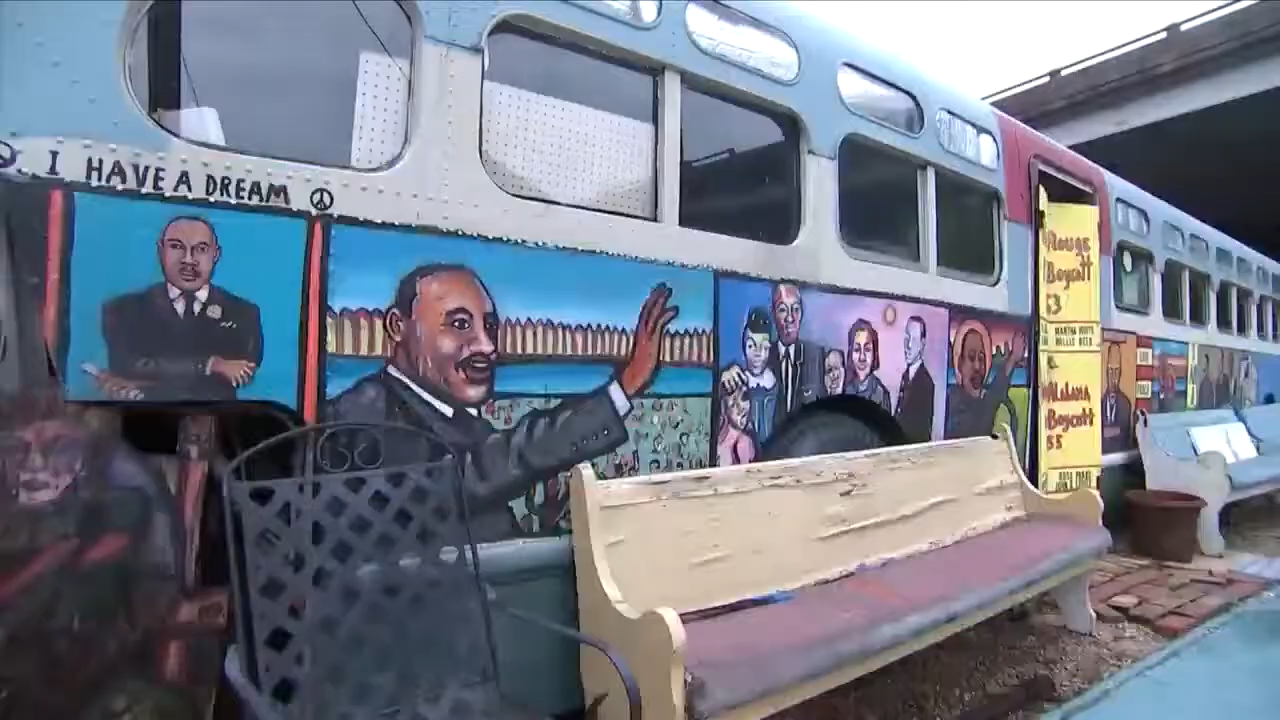 I HAVE A DREAM
Rouge
Boycott
53
MARTHA WHITE
WILLIS REED
Alabama
Boycott
55